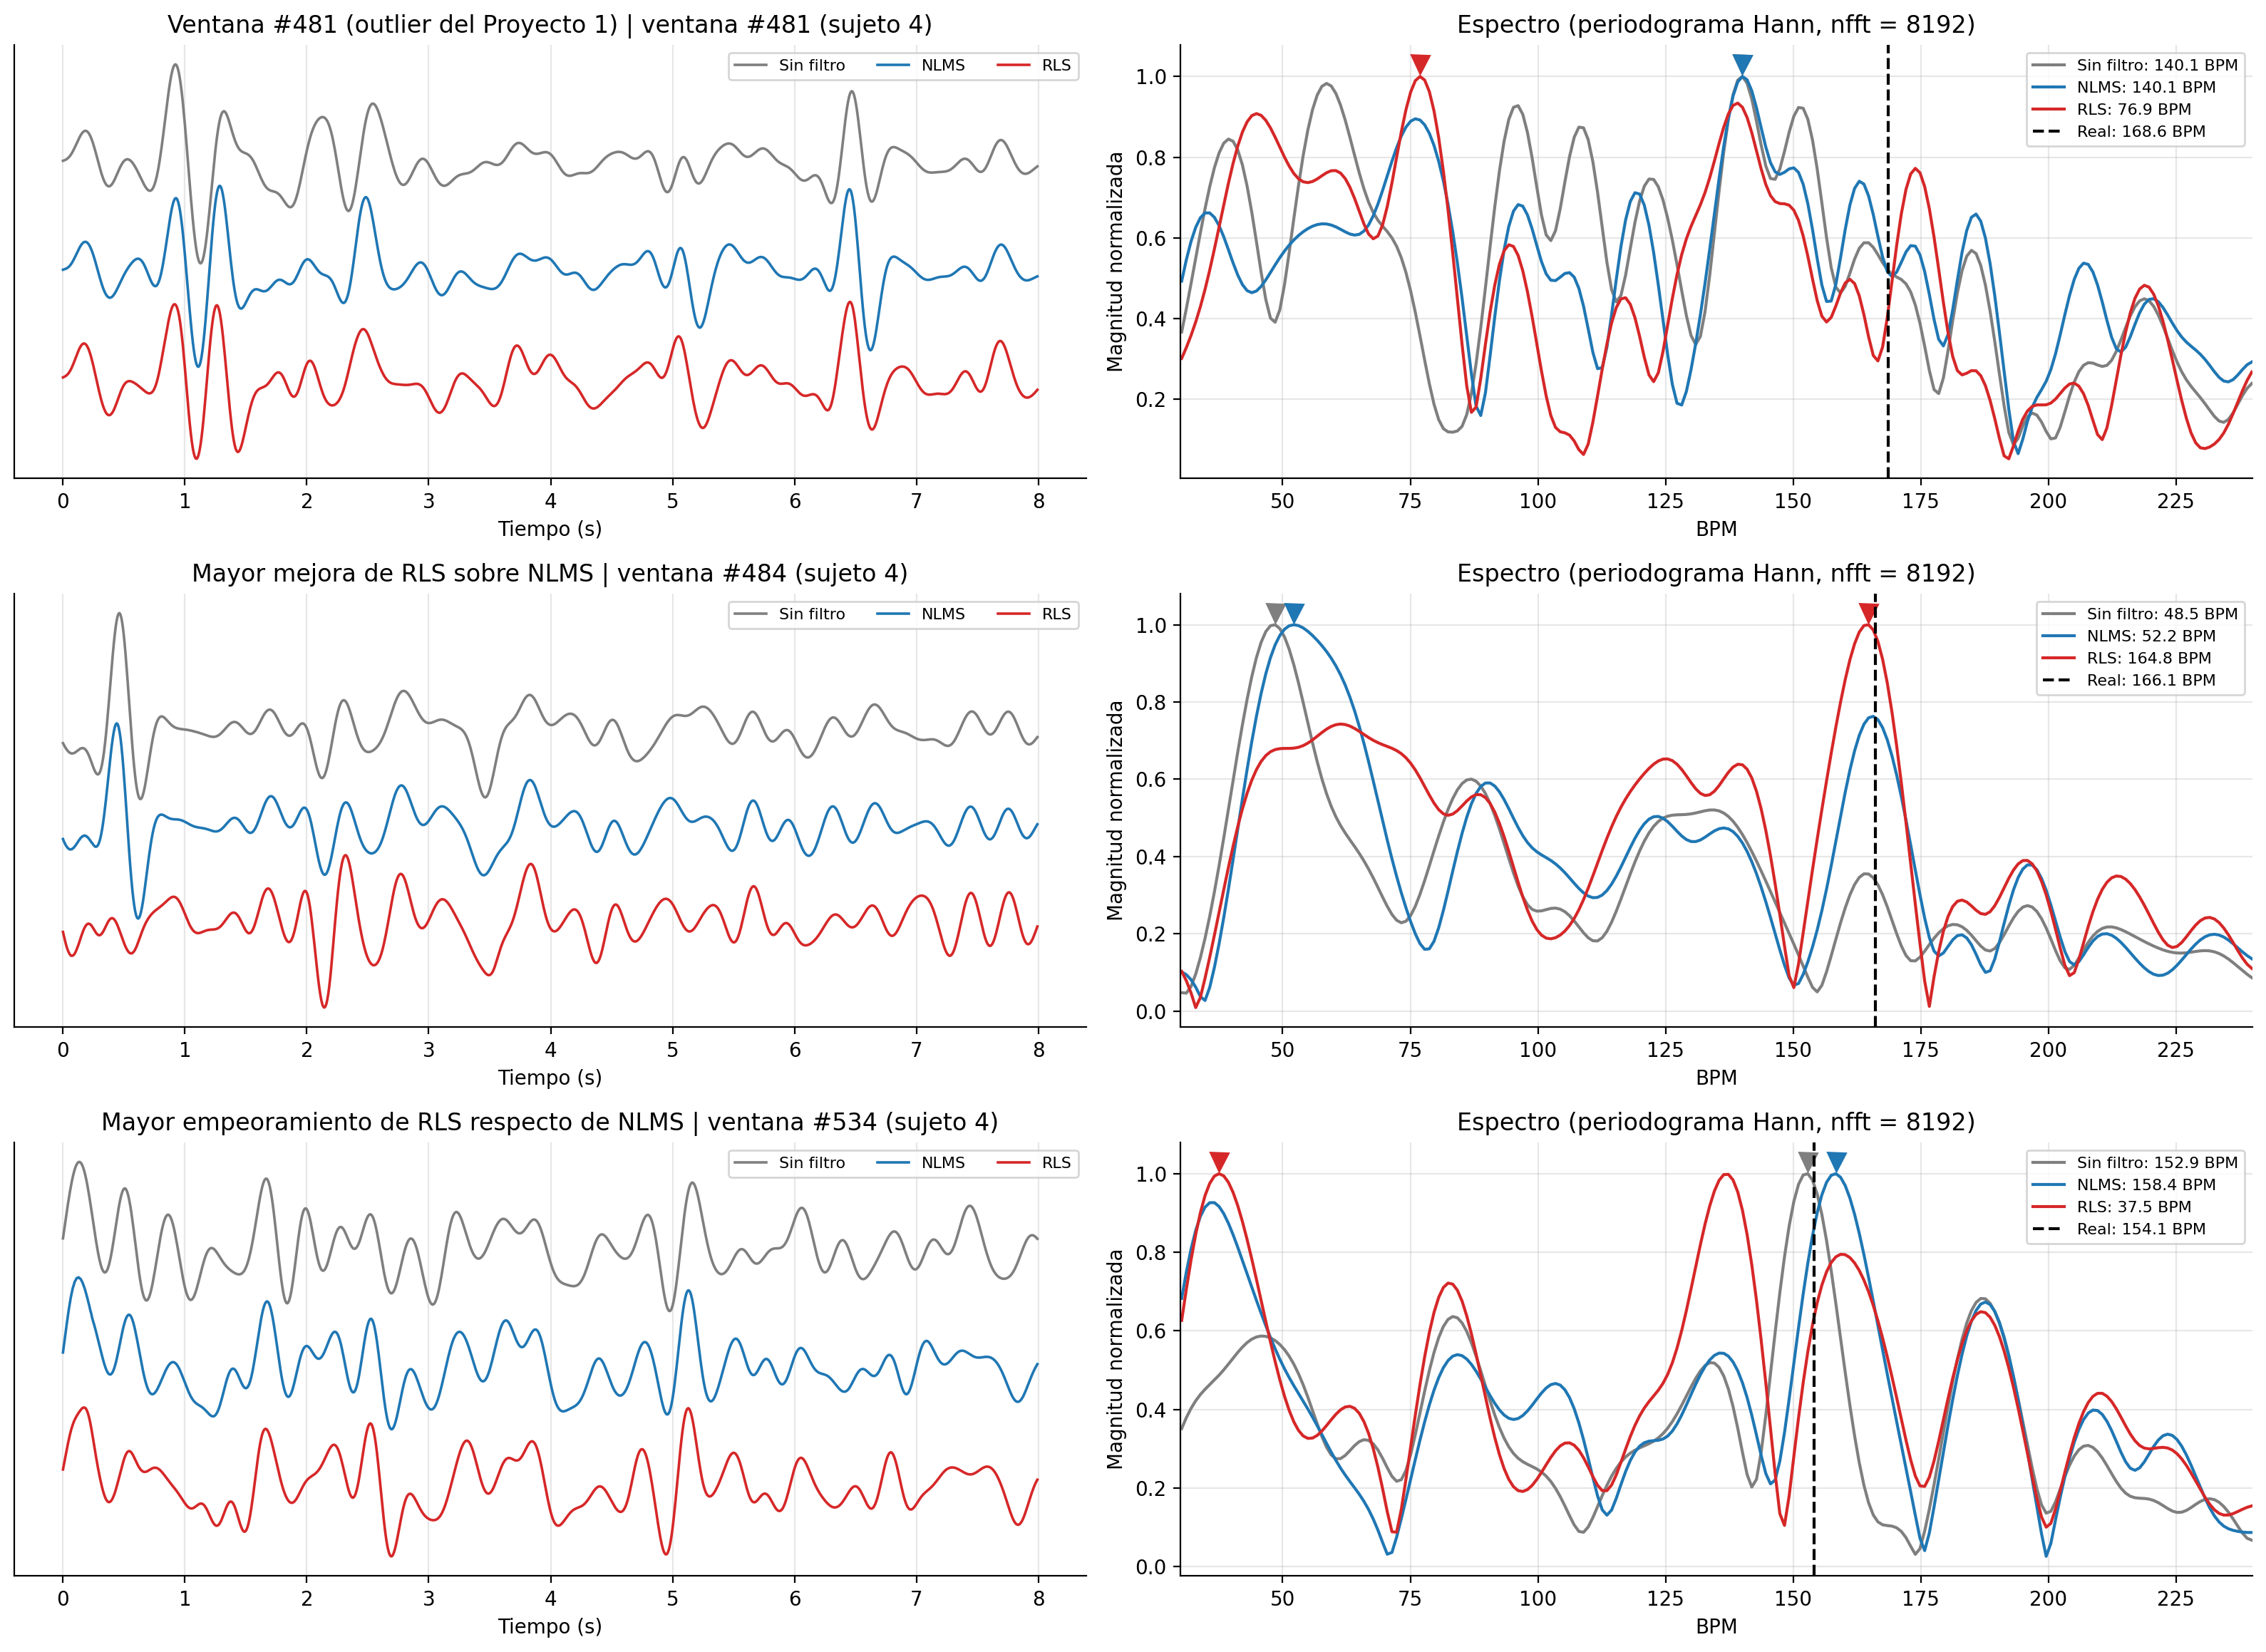 Ventana #481 (outlier del Proyecto 1) | ventana #481 (sujeto 4)
Sin filtro NLMS RLS
0 1 2 3 4 5 6 7 8
Tiempo (s)
Espectro (periodograma Hann, nfft = 8192)
Sin filtro: 140.1 BPM
NLMS: 140.1 BPM
RLS: 76.9 BPM
Real: 168.6 BPM
Magnitud normalizada
1.0
0.8
0.6
0.4
0.2
50 75 100 125 150 175 200 225
BPM
Mayor mejora de RLS sobre NLMS | ventana #484 (sujeto 4)
Sin filtro NLMS RLS
0 1 2 3 4 5 6 7 8
Tiempo (s)
Espectro (periodograma Hann, nfft = 8192)
Sin filtro: 48.5 BPM
NLMS: 52.2 BPM
RLS: 164.8 BPM
Real: 166.1 BPM
Magnitud normalizada
1.0
0.8
0.6
0.4
0.2
0.0
50 75 100 125 150 175 200 225
BPM
Mayor empeoramiento de RLS respecto de NLMS | ventana #534 (sujeto 4)
Sin filtro NLMS RLS
0 1 2 3 4 5 6 7 8
Tiempo (s)
Espectro (periodograma Hann, nfft = 8192)
Sin filtro: 152.9 BPM
NLMS: 158.4 BPM
RLS: 37.5 BPM
Real: 154.1 BPM
Magnitud normalizada
1.0
0.8
0.6
0.4
0.2
0.0
50 75 100 125 150 175 200 225
BPM